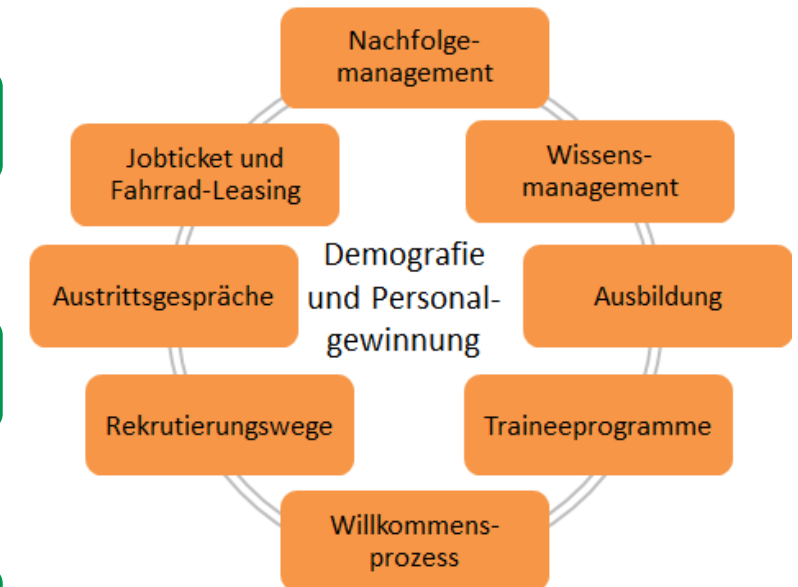 Nachfolge-
management
Wissens-
management
Ausbildung
Traineeprogramme
Willkommens-
prozess
Rekrutierungswege
Austrittsgespräche
Jobticket und
Fahrrad-Leasing
Demografie
und Personal-
gewinnung